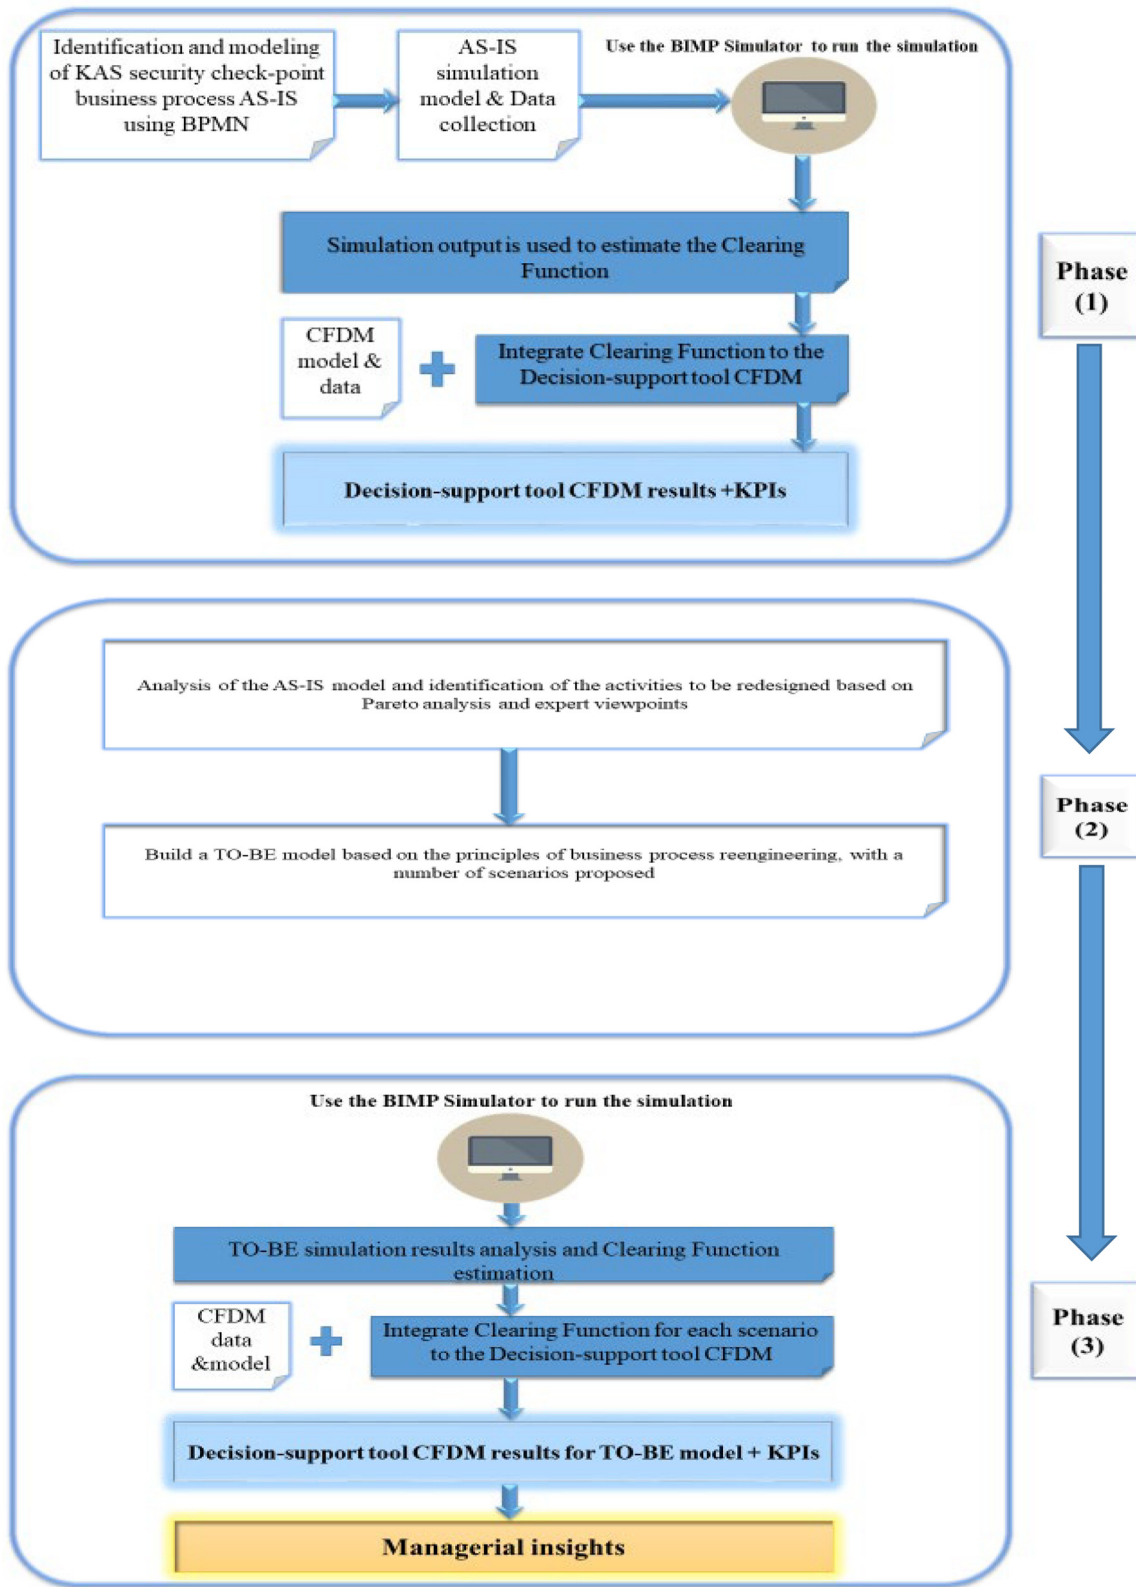 Identification and modeling
of KAS security check-point
business process AS-IS
using BPMN
AS-IS
simulation
model & Data
collection
Use the BIMP Simulator to run the simulation
Simulation output is used to estimate the Clearing
Function
CFDM
model &
data
Integrate Clearing Function to the
Decision-support tool CFDM
Decision-support tool CFDM results +KPIs
Phase
(1)
Analysis of the AS-IS model and identification of the activities to be redesigned based on
Pareto analysis and expert viewpoints
Build a TO-BE model based on the principles of business process reengineering, with a
number of scenarios proposed
Phase
(2)
Use the BIMP Simulator to run the simulation
TO-BE simulation results analysis and Clearing Function
estimation
CFDM
data
&model
Integrate Clearing Function for each scenario
to the Decision-support tool CFDM
Decision-support tool CFDM results for TO-BE model + KPIs
Managerial insights
Phase
(3)